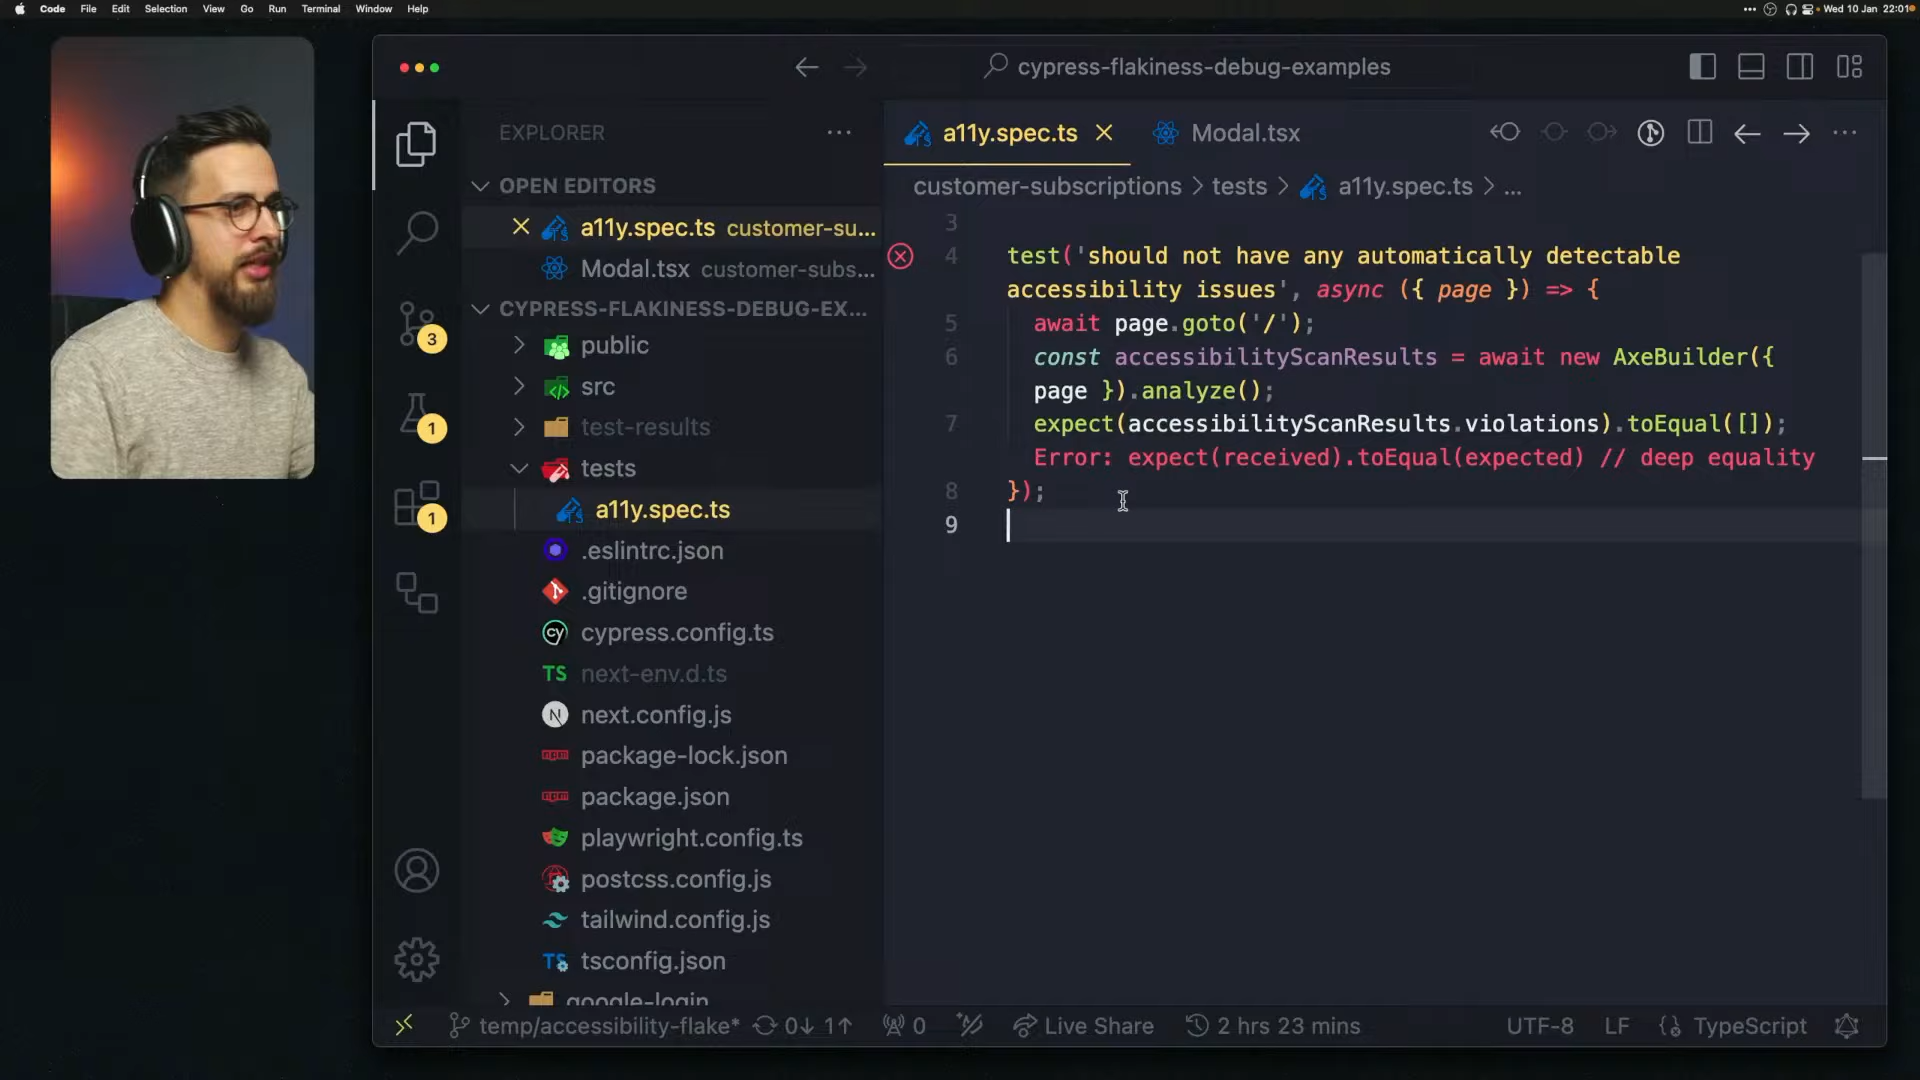 Code File Edit Selection View Go Run Terminal Window Help
Wed 10 Jan 22:01
cypress-flakiness-debug-examples
EXPLORER
OPEN EDITORS
a11y.spec.ts customer-su...
Modal.tsx customer-subs...
CYPRESS-FLAKINESS-DEBUG-EX...
public
src
test-results
tests
a11y.spec.ts
.eslintrc.json
.gitignore
cy cypress.config.ts
TS next-env.d.ts
N next.config.js
package-lock.json
package.json
playwright.config.ts
postcss.config.js
tailwind.config.js
TS tsconfig.json
google-login
3
1
1
a11y.spec.ts Modal.tsx
customer-subscriptions > tests > a11y.spec.ts > ...
3
4 test('should not have any automatically detectable
accessibility issues', async ({ page }) => {
5 await page.goto('/');
6 const accessibilityScanResults = await new AxeBuilder({
page }).analyze();
7 expect(accessibilityScanResults.violations).toEqual([]);
Error: expect(received).toEqual(expected) // deep equality
8 });
9
temp/accessibility-flake* 0↓ 1↑ 0 Live Share 2 hrs 23 mins UTF-8 LF TypeScript